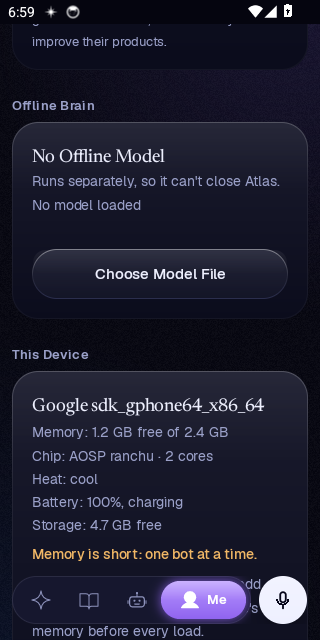 6:59
improve their products.
Offline Brain
No Offline Model
Runs separately, so it can't close Atlas.
No model loaded
Choose Model File
This Device
Google sdk_gphone64_x86_64
Memory: 1.2 GB free of 2.4 GB
Chip: AOSP ranchu · 2 cores
Heat: cool
Battery: 100%, charging
Storage: 4.7 GB free
Memory is short: one bot at a time.
Me
memory before every load.